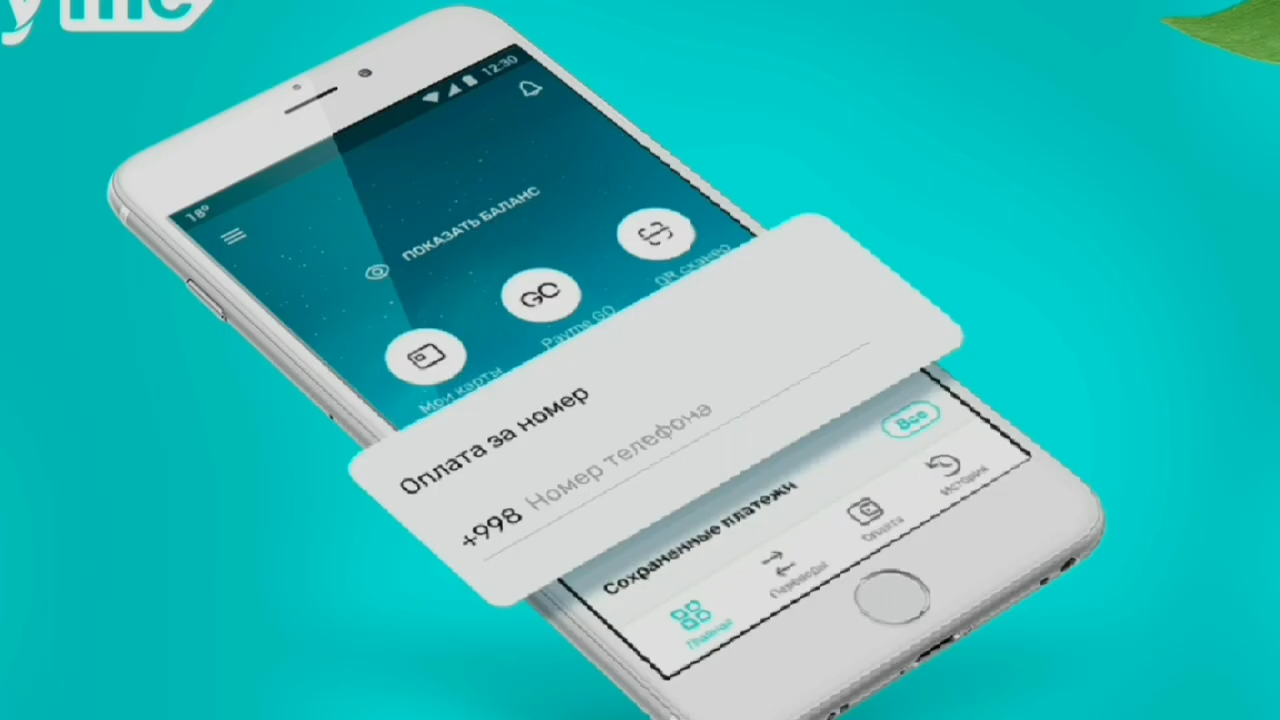 yme
12:30
18°
ПОКАЗАТЬ БАЛАНС
GO
QR сканер
Payme GO
Мои карты
Оплата за номер
+998 Номер телефона
Все
Сохраненные платежи
История
Оплата
Переводы
Главная